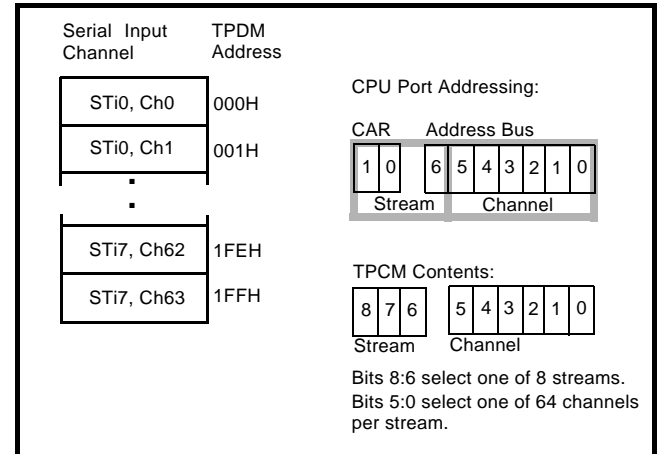 Serial Input Channel
TPDM Address
STi0, Ch0
000H
STi0, Ch1
001H
STi7, Ch62
1FEH
STi7, Ch63
1FFH
CPU Port Addressing:
CAR
Address Bus
1 0
6 5 4 3 2 1 0
Stream
Channel
TPCM Contents:
8 7 6
5 4 3 2 1 0
Stream
Channel
Bits 8:6 select one of 8 streams.
Bits 5:0 select one of 64 channels
per stream.